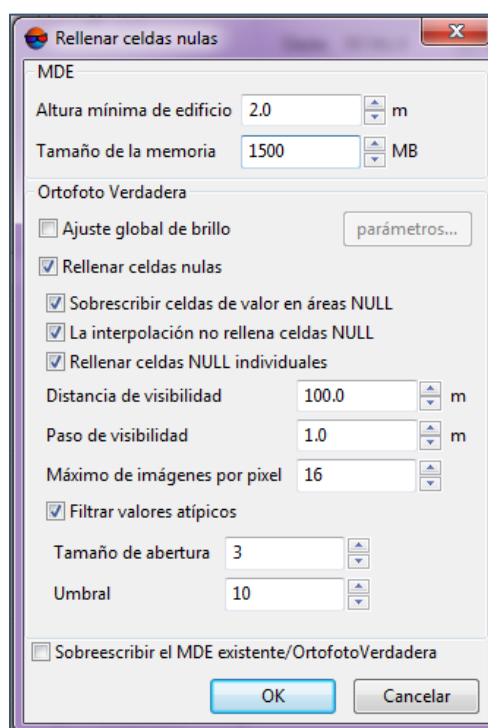 Rellenar celdas nulas
MDE
Altura mínima de edificio 2.0 m
Tamaño de la memoria 1500 MB
Ortofoto Verdadera
Ajuste global de brillo parámetros...
Rellenar celdas nulas
Sobrescribir celdas de valor en áreas NULL
La interpolación no rellena celdas NULL
Rellenar celdas NULL individuales
Distancia de visibilidad 100.0 m
Paso de visibilidad 1.0 m
Máximo de imágenes por pixel 16
Filtrar valores atípicos
Tamaño de abertura 3
Umbral 10
Sobreescribir el MDE existente/OrtofotoVerdadera
OK Cancelar